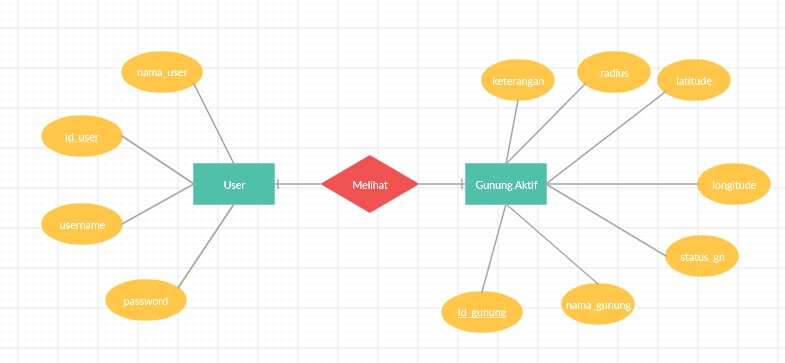 nama_user
keterangan
radius
latitude
id_user
User
Melihat
Gunung Aktif
longitude
username
status_gn
password
id_gunung
nama_gunung